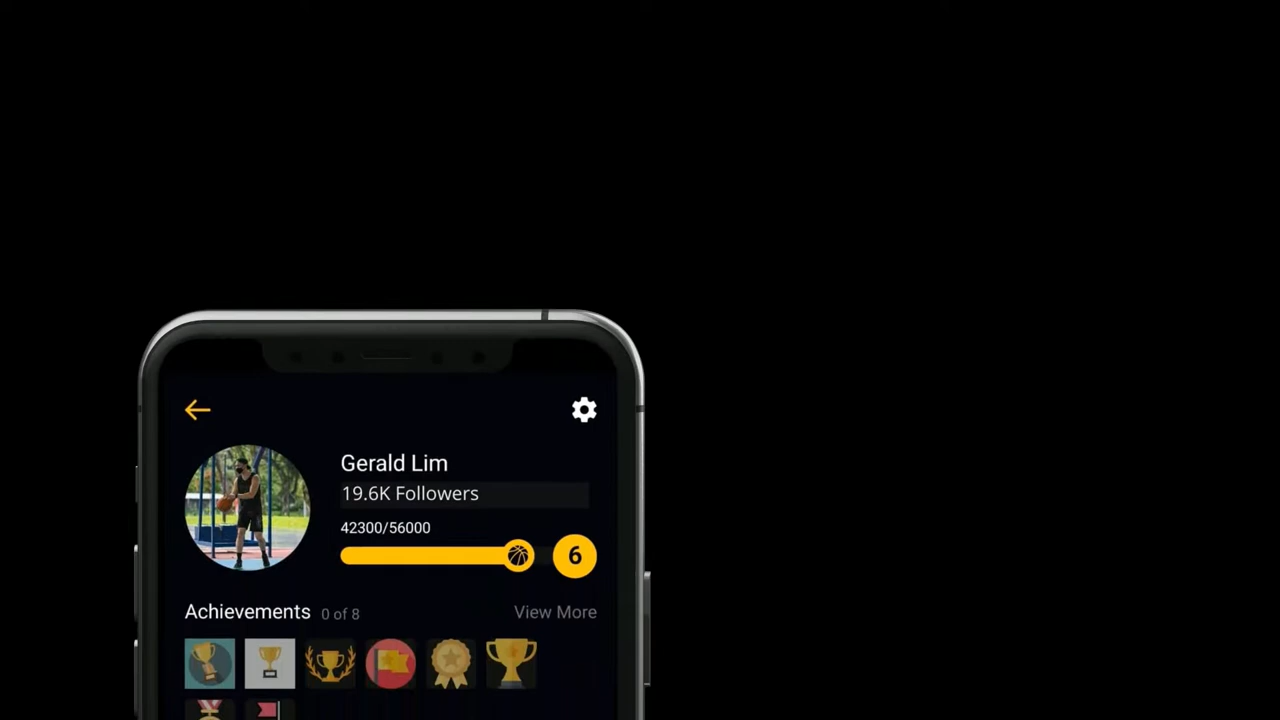 Gerald Lim
19.6K Followers
42300/56000
6
Achievements 0 of 8 View More